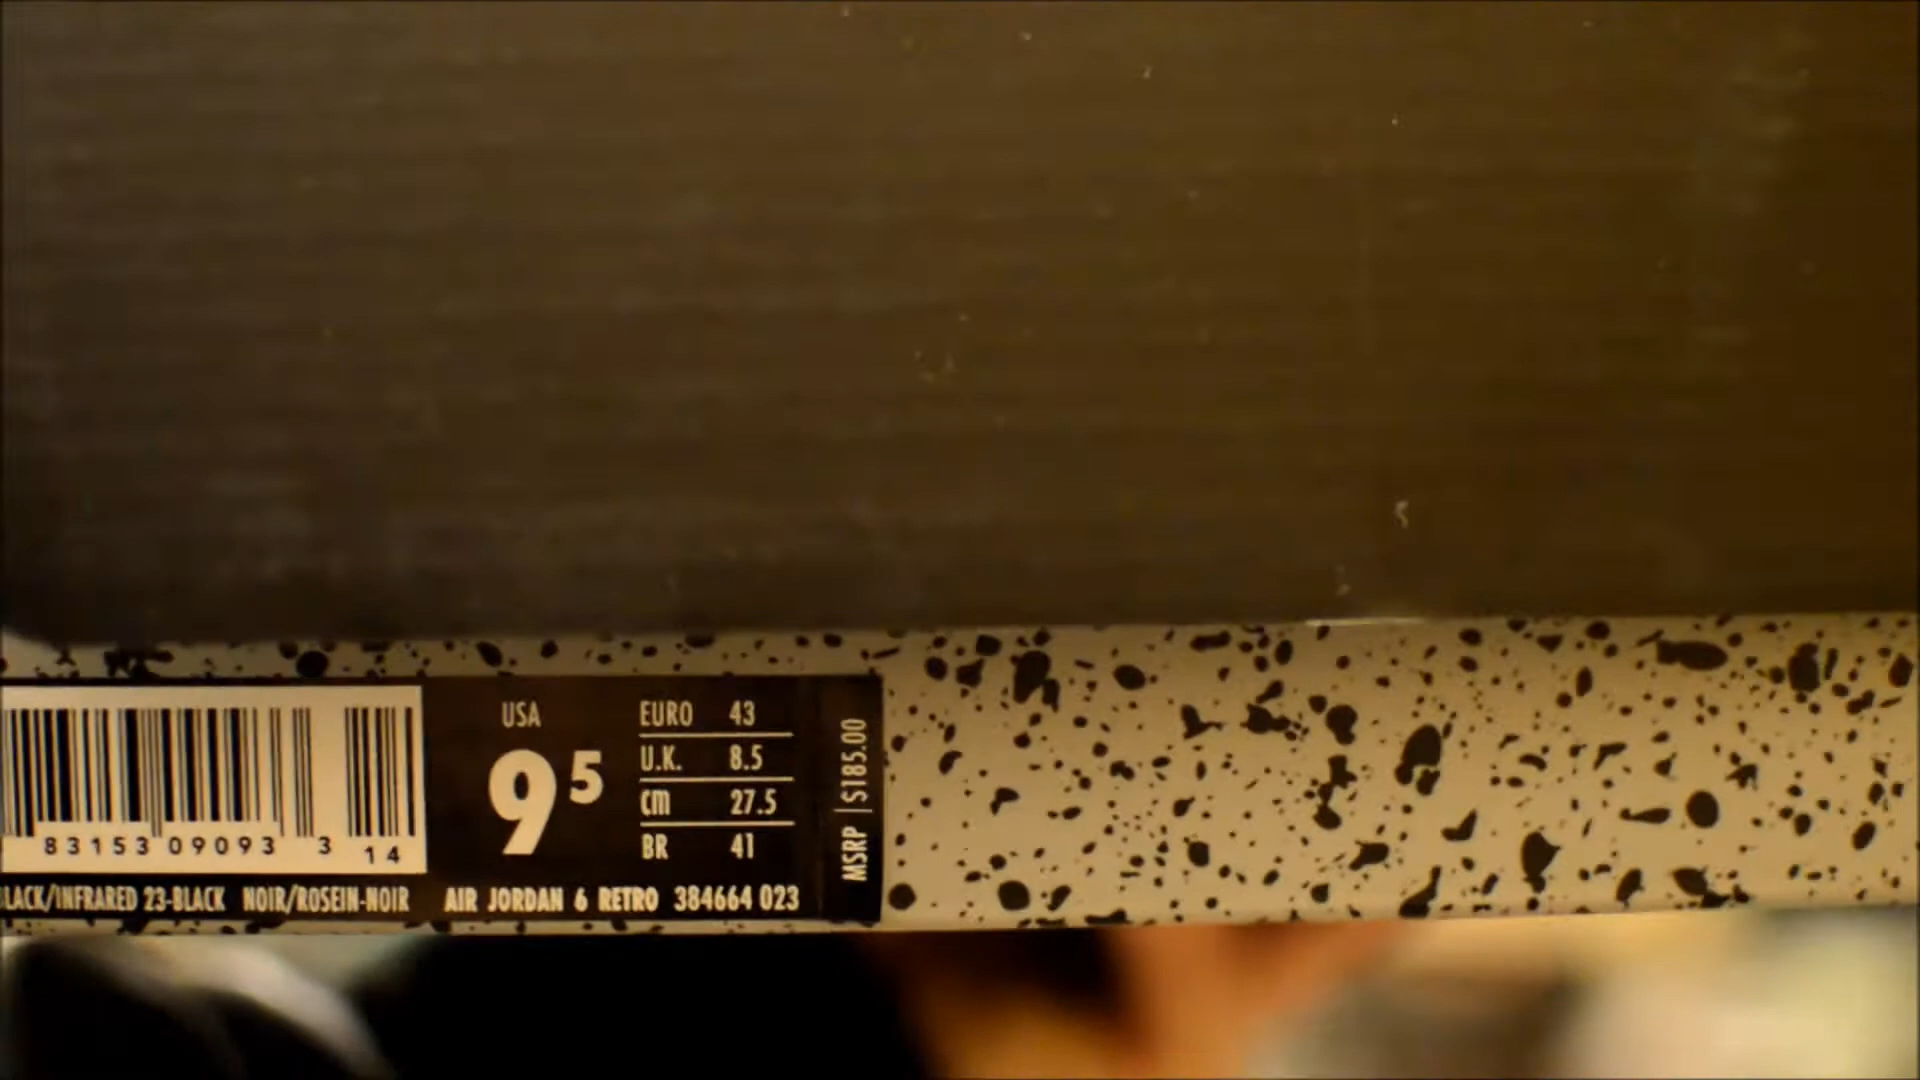 USA
9 5
EURO 43
U.K. 8.5
cm 27.5
BR 41
MSRP | $185.00
83153 09093 3 14
LACK/INFRARED 23-BLACK NOIR/ROSEIN-NOIR AIR JORDAN 6 RETRO 384664 023